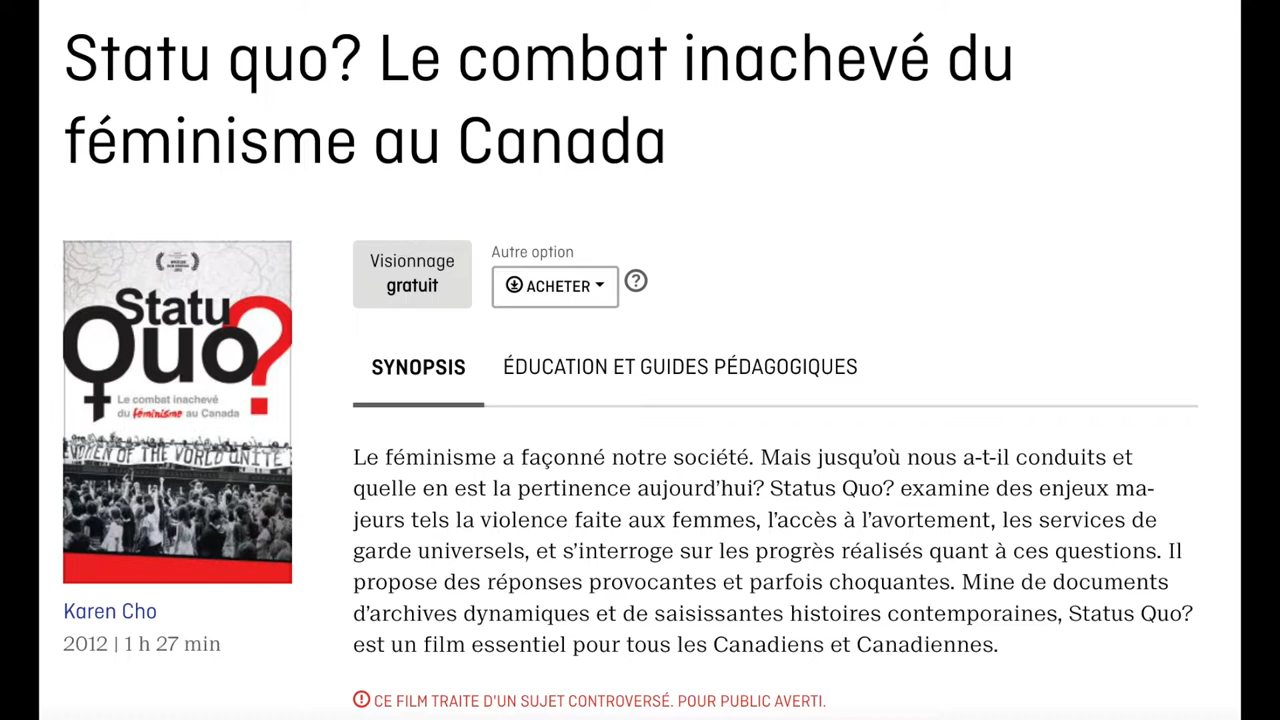 Statu quo? Le combat inachevé du
féminisme au Canada
Statu
Quo?
Le combat inachevé
du féminisme au Canada
WOMEN OF THE WORLD UNITE
Karen Cho
2012 | 1 h 27 min
Visionnage
gratuit
Autre option
ACHETER
?
SYNOPSIS
ÉDUCATION ET GUIDES PÉDAGOGIQUES
Le féminisme a façonné notre société. Mais jusqu’où nous a-t-il conduits et
quelle en est la pertinence aujourd’hui? Status Quo? examine des enjeux ma-
jeurs tels la violence faite aux femmes, l’accès à l’avortement, les services de
garde universels, et s’interroge sur les progrès réalisés quant à ces questions. Il
propose des réponses provocantes et parfois choquantes. Mine de documents
d’archives dynamiques et de saisissantes histoires contemporaines, Status Quo?
est un film essentiel pour tous les Canadiens et Canadiennes.
CE FILM TRAITE D'UN SUJET CONTROVERSÉ. POUR PUBLIC AVERTI.